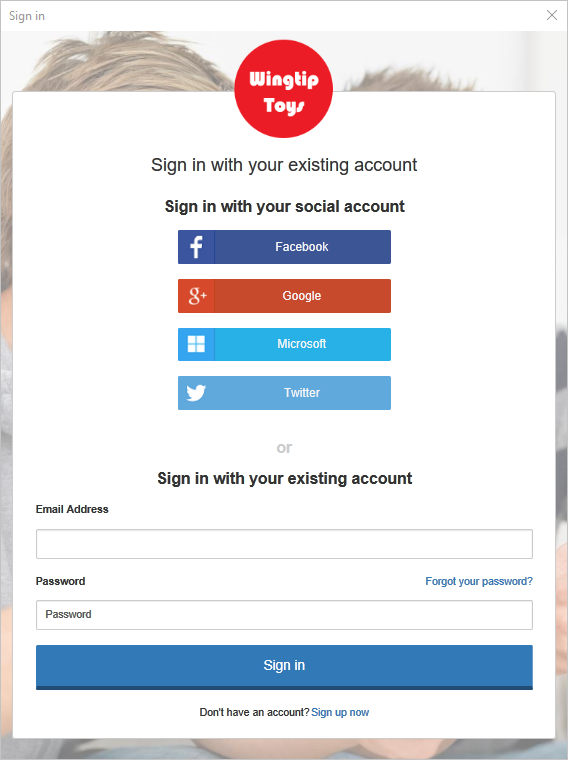 Sign in
Wingtip
Toys
Sign in with your existing account
Sign in with your social account
Facebook
Google
Microsoft
Twitter
or
Sign in with your existing account
Email Address
Password Forgot your password?
Password
Sign in
Don't have an account? Sign up now